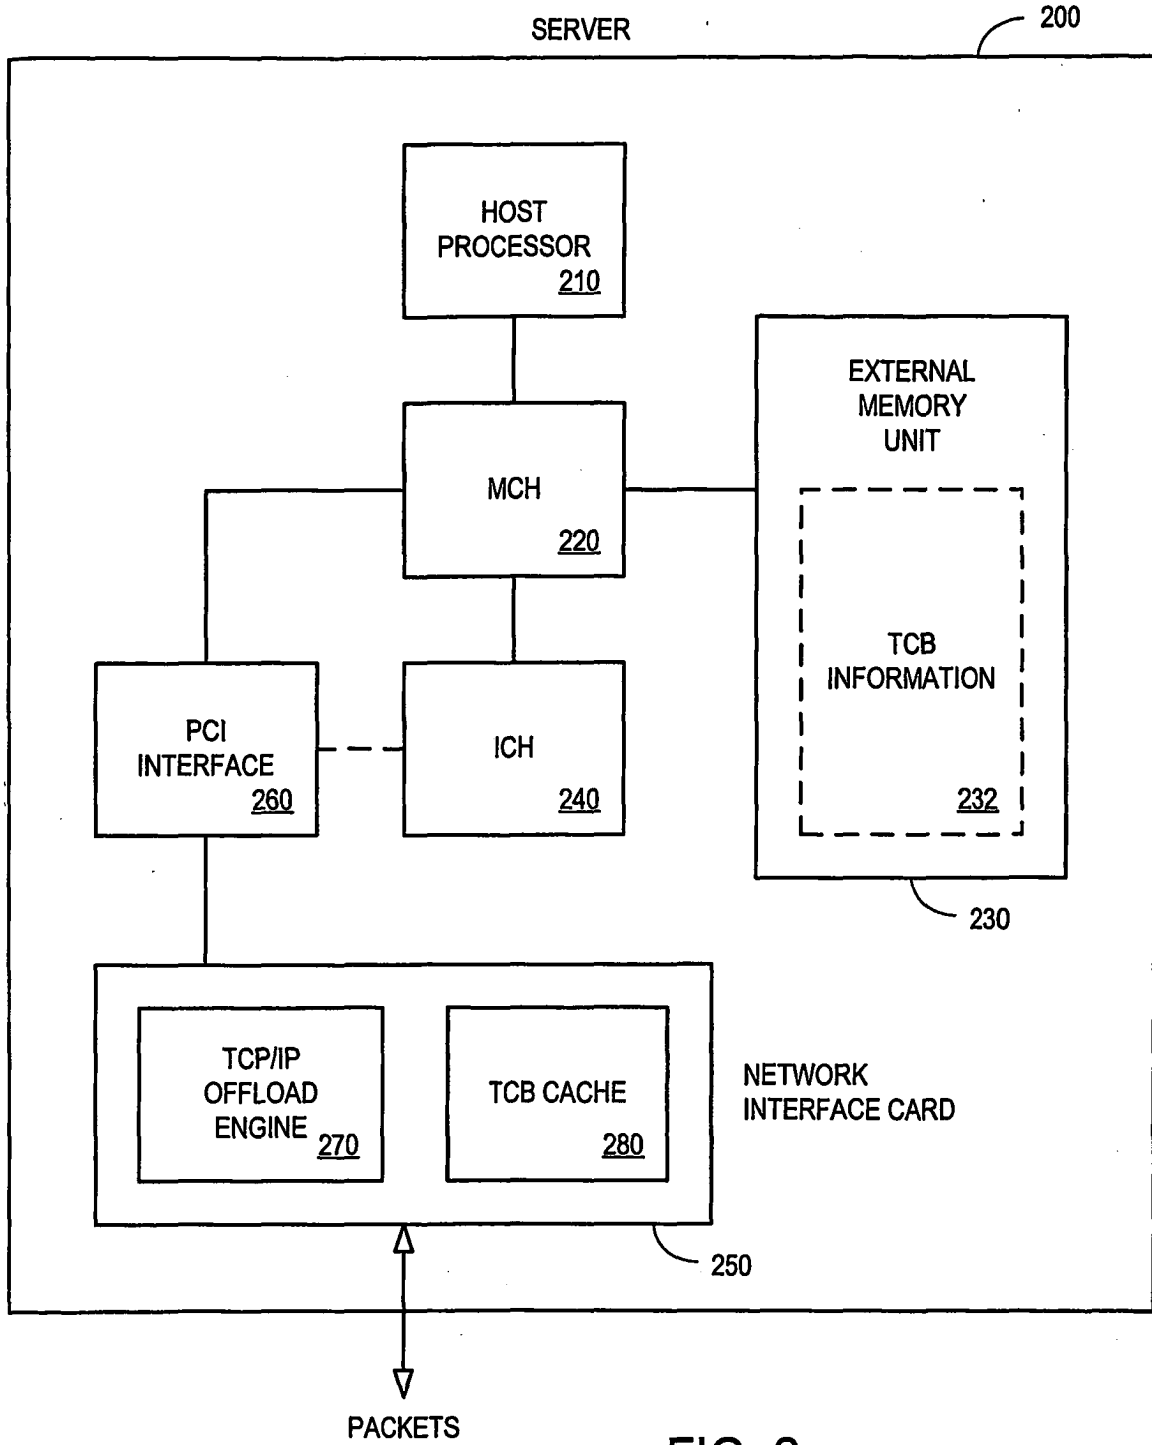 SERVER
200
HOST
PROCESSOR
210
EXTERNAL
MEMORY
UNIT
MCH
220
TCB
INFORMATION
232
PCI
INTERFACE
260
ICH
240
230
TCP/IP
OFFLOAD
ENGINE
270
TCB CACHE
280
NETWORK
INTERFACE CARD
250
PACKETS